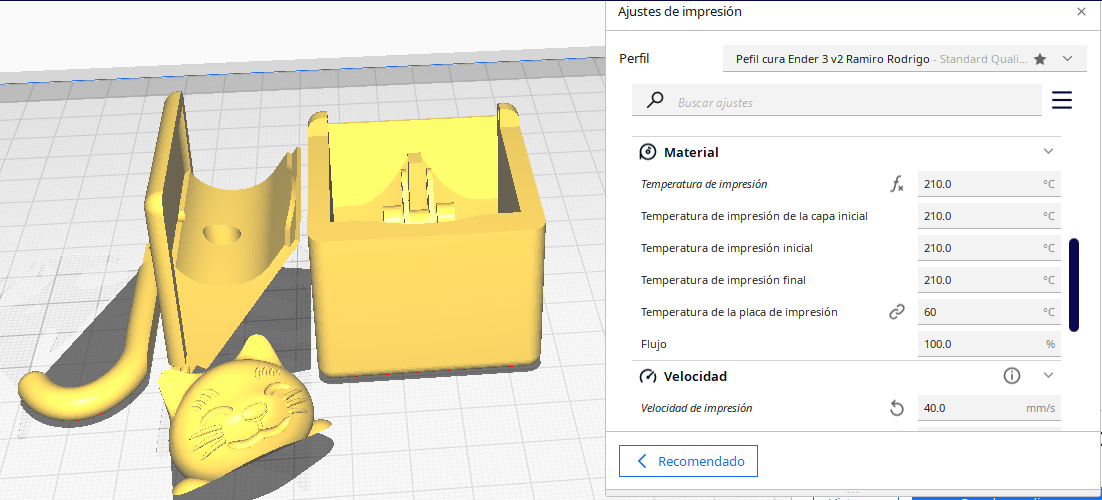 Ajustes de impresión
Perfil
Pefil cura Ender 3 v2 Ramiro Rodrigo - Standard Quali...
Buscar ajustes
Material
Temperatura de impresión 210.0 °C
Temperatura de impresión de la capa inicial 210.0 °C
Temperatura de impresión inicial 210.0 °C
Temperatura de impresión final 210.0 °C
Temperatura de la placa de impresión 60 °C
Flujo 100.0 %
Velocidad
Velocidad de impresión 40.0 mm/s
Recomendado